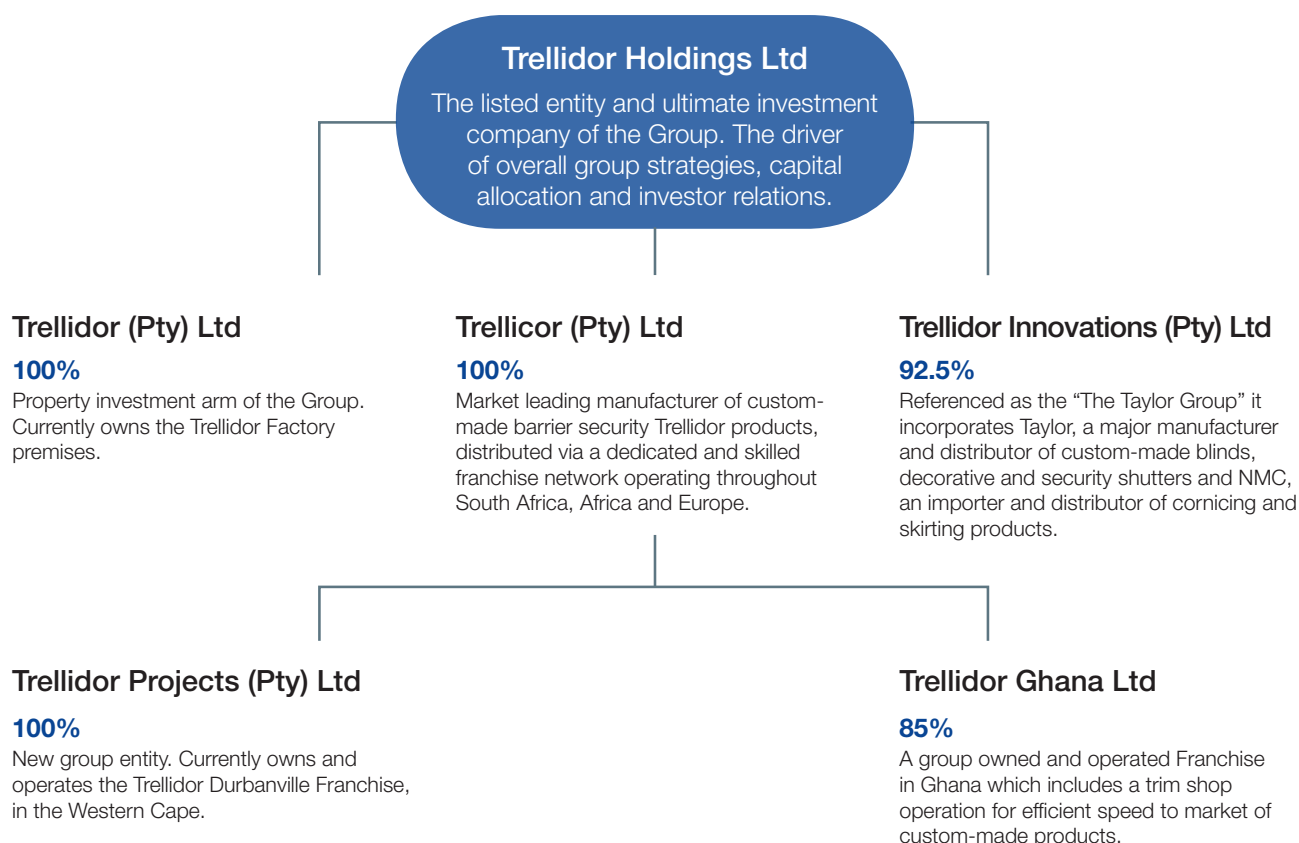 Trellidor Holdings Ltd
The listed entity and ultimate investment
company of the Group. The driver
of overall group strategies, capital
allocation and investor relations.
Trellidor (Pty) Ltd
100%
Property investment arm of the Group.
Currently owns the Trellidor Factory
premises.
Trellicor (Pty) Ltd
100%
Market leading manufacturer of custom-
made barrier security Trellidor products,
distributed via a dedicated and skilled
franchise network operating throughout
South Africa, Africa and Europe.
Trellidor Innovations (Pty) Ltd
92.5%
Referenced as the “The Taylor Group” it
incorporates Taylor, a major manufacturer
and distributor of custom-made blinds,
decorative and security shutters and NMC,
an importer and distributor of cornicing and
skirting products.
Trellidor Projects (Pty) Ltd
100%
New group entity. Currently owns and
operates the Trellidor Durbanville Franchise,
in the Western Cape.
Trellidor Ghana Ltd
85%
A group owned and operated Franchise
in Ghana which includes a trim shop
operation for efficient speed to market of
custom-made products.